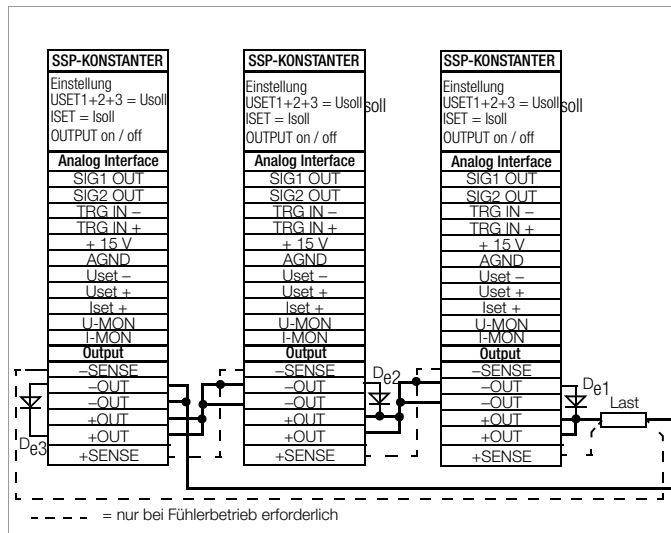 SSP-KONSTANTER
Einstellung
USET1+2+3 = Usoll
ISET = Isoll
OUTPUT on / off
Analog Interface
SIG1 OUT
SIG2 OUT
TRG IN –
TRG IN +
+ 15 V
AGND
Uset –
Uset +
Iset +
U-MON
I-MON
Output
–SENSE
–OUT
–OUT
+OUT
+OUT
+SENSE
De3
SSP-KONSTANTER
Einstellung
USET1+2+3 = Usoll
soll
ISET = Isoll
OUTPUT on / off
Analog Interface
SIG1 OUT
SIG2 OUT
TRG IN –
TRG IN +
+ 15 V
AGND
Uset –
Uset +
Iset +
U-MON
I-MON
Output
–SENSE
–OUT
–OUT
+OUT
+OUT
+SENSE
De2
SSP-KONSTANTER
Einstellung
USET1+2+3 = Usoll
soll
ISET = Isoll
OUTPUT on / off
Analog Interface
SIG1 OUT
SIG2 OUT
TRG IN –
TRG IN +
+ 15 V
AGND
Uset –
Uset +
Iset +
U-MON
I-MON
Output
–SENSE
–OUT
–OUT
+OUT
+OUT
+SENSE
De1
Last
= nur bei Fühlerbetrieb erforderlich